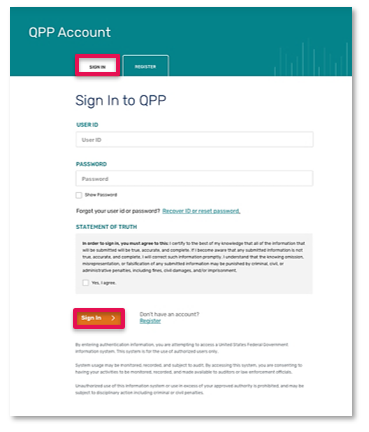 QPP Account
SIGN IN
REGISTER
Sign In to QPP
USER ID
User ID
PASSWORD
Password
Show Password
Forgot your user id or password? Recover ID or reset password.
STATEMENT OF TRUTH
In order to sign in, you must agree to this: I certify to the best of my knowledge that all of the information that
will be submitted will be true, accurate, and complete. If I become aware that any submitted information is not
true, accurate, and complete, I will correct such information promptly. I understand that the knowing omission,
misrepresentation, or falsification of any submitted information may be punished by criminal, civil, or
administrative penalties, including fines, civil damages, and/or imprisonment.
Yes, I agree.
Sign In >
Don't have an account?
Register
By entering authentication information, you are attempting to access a United States Federal Government
information system. This system is for the use of authorized users only.
System usage may be monitored, recorded, and subject to audit. By accessing this system, you are consenting to
having your activities to be monitored, recorded, and made available to auditors or law enforcement officials.
Unauthorized use of this information system or use in excess of your approved authority is prohibited, and may be
subject to disciplinary action including criminal or civil penalties.